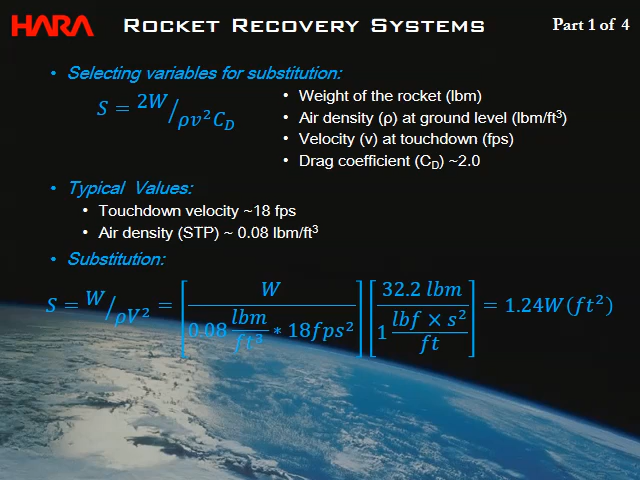 HARA ROCKET RECOVERY SYSTEMS Part 1 of 4
• Selecting variables for substitution:
S = 2W/ρv²C_D
• Weight of the rocket (lbm)
• Air density (ρ) at ground level (lbm/ft³)
• Velocity (v) at touchdown (fps)
• Drag coefficient (C_D) ~2.0
• Typical Values:
• Touchdown velocity ~18 fps
• Air density (STP) ~ 0.08 lbm/ft³
• Substitution:
S = W/ρV² = [W / (0.08 lbm/ft³ * 18fps²)] [32.2 lbm / (1 lbf × s²/ft)] = 1.24W(ft²)